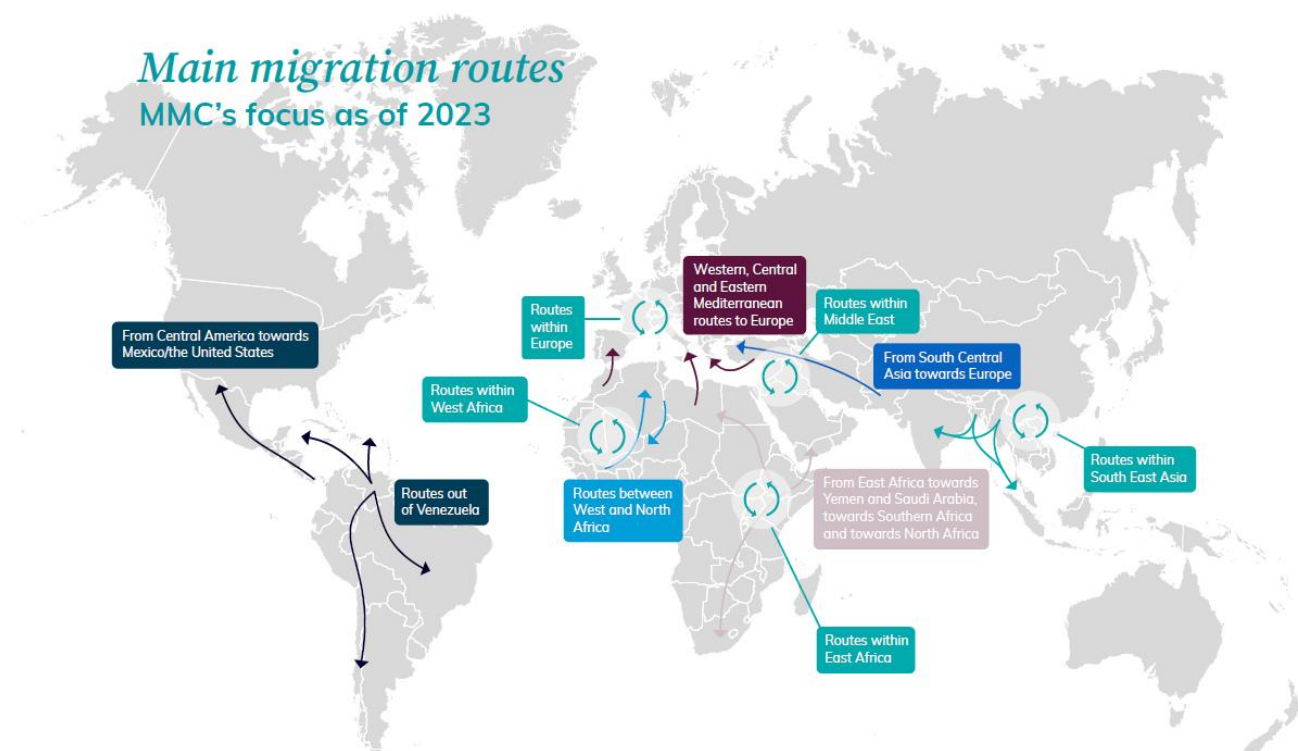 Main migration routes
MMC's focus as of 2023
Western, Central
and Eastern
Mediterranean
routes to Europe
Routes within
Middle East
Routes
within
Europe
From Central America towards
Mexico/the United States
From South Central
Asia towards Europe
Routes within
West Africa
Routes within
South East Asia
Routes out
of Venezuela
Routes between
West and North
Africa
From East Africa towards
Yemen and Saudi Arabia,
towards Southern Africa
and towards North Africa
Routes within
East Africa